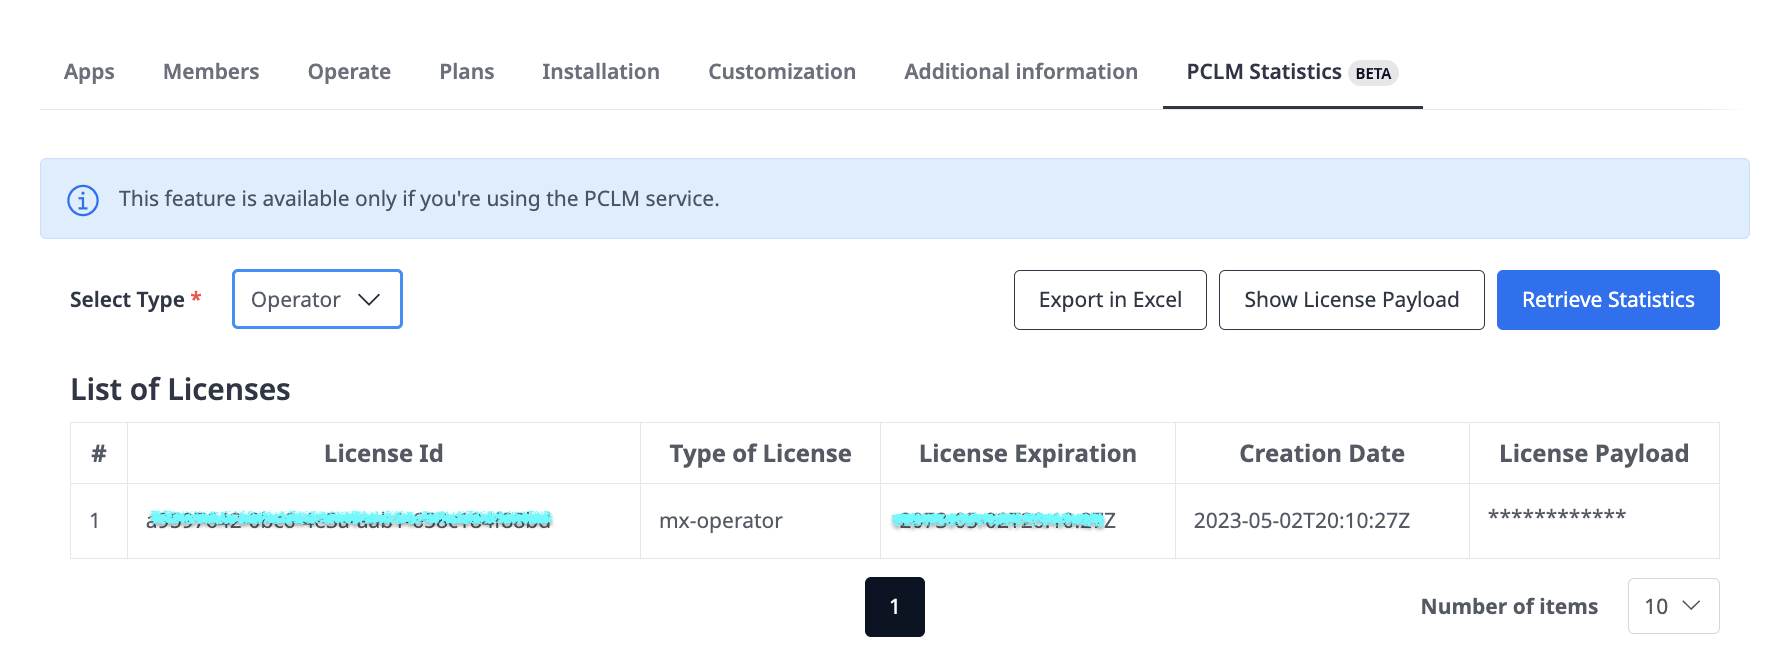 Apps Members Operate Plans Installation Customization Additional information PCLM Statistics BETA
This feature is available only if you're using the PCLM service.
Select Type * Operator Export in Excel Show License Payload Retrieve Statistics
List of Licenses
# License Id Type of License License Expiration Creation Date License Payload
1 mx-operator 2023-05-02T20:10:27Z ************
1 Number of items 10